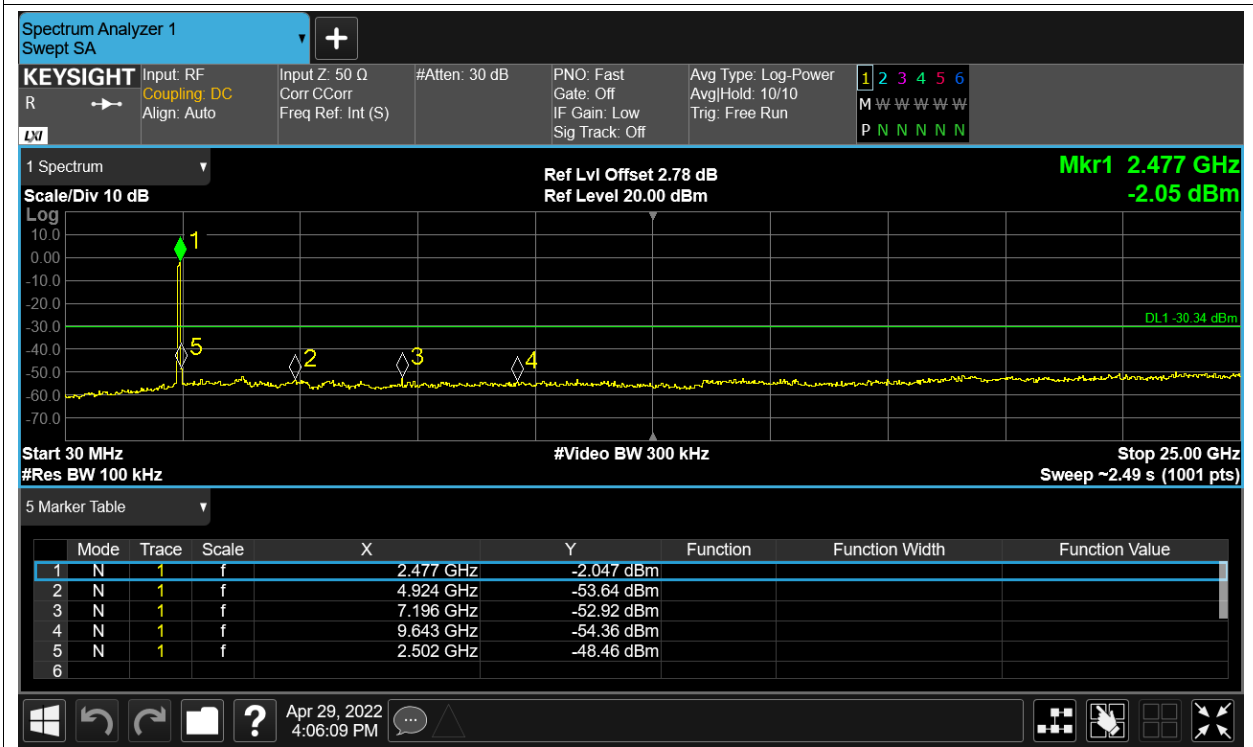 Spectrum Analyzer 1
Swept SA
+
KEYSIGHT Input: RF Input Z: 50 Ω #Atten: 30 dB PNO: Fast Avg Type: Log-Power 1 2 3 4 5 6
R Coupling: DC Corr CCorr Gate: Off Avg|Hold: 10/10 M W W W W W W
Align: Auto Freq Ref: Int (S) IF Gain: Low Trig: Free Run
LXI Sig Track: Off P N N N N N N
1 Spectrum Ref Lvl Offset 2.78 dB Mkr1 2.477 GHz
Scale/Div 10 dB Ref Level 20.00 dBm -2.05 dBm
Log
10.0
1
0.00
-10.0
-20.0
-30.0
DL1 -30.34 dBm
-40.0
5
2
3
4
-50.0
-60.0
-70.0
Start 30 MHz #Video BW 300 kHz Stop 25.00 GHz
#Res BW 100 kHz Sweep ~2.49 s (1001 pts)
5 Marker Table
Mode Trace Scale X Y Function Function Width Function Value
1 N 1 f 2.477 GHz -2.047 dBm
2 N 1 f 4.924 GHz -53.64 dBm
3 N 1 f 7.196 GHz -52.92 dBm
4 N 1 f 9.643 GHz -54.36 dBm
5 N 1 f 2.502 GHz -48.46 dBm
6
? Apr 29, 2022
4:06:09 PM